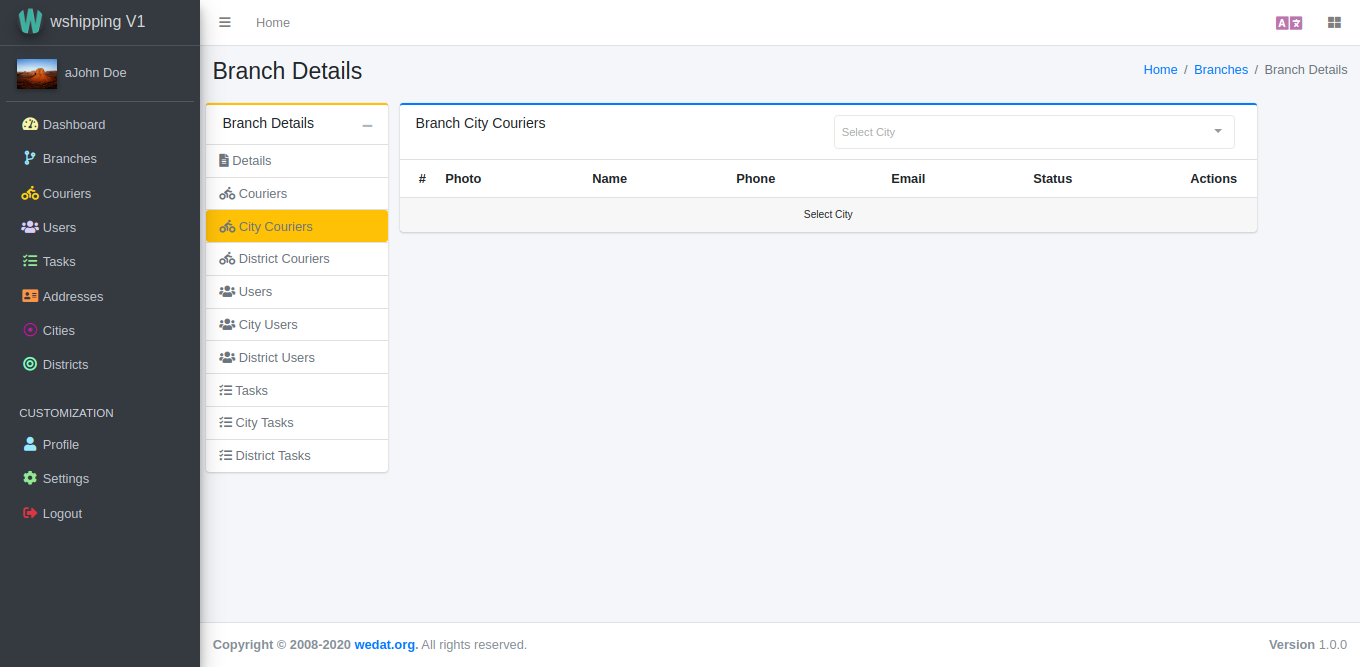 wshipping V1
Home
aJohn Doe
Dashboard
Branches
Couriers
Users
Tasks
Addresses
Cities
Districts
CUSTOMIZATION
Profile
Settings
Logout
Branch Details
Home / Branches / Branch Details
Branch Details
Details
Couriers
City Couriers
District Couriers
Users
City Users
District Users
Tasks
City Tasks
District Tasks
Branch City Couriers
Select City
# Photo Name Phone Email Status Actions
Select City
Copyright © 2008-2020 wedat.org. All rights reserved.
Version 1.0.0